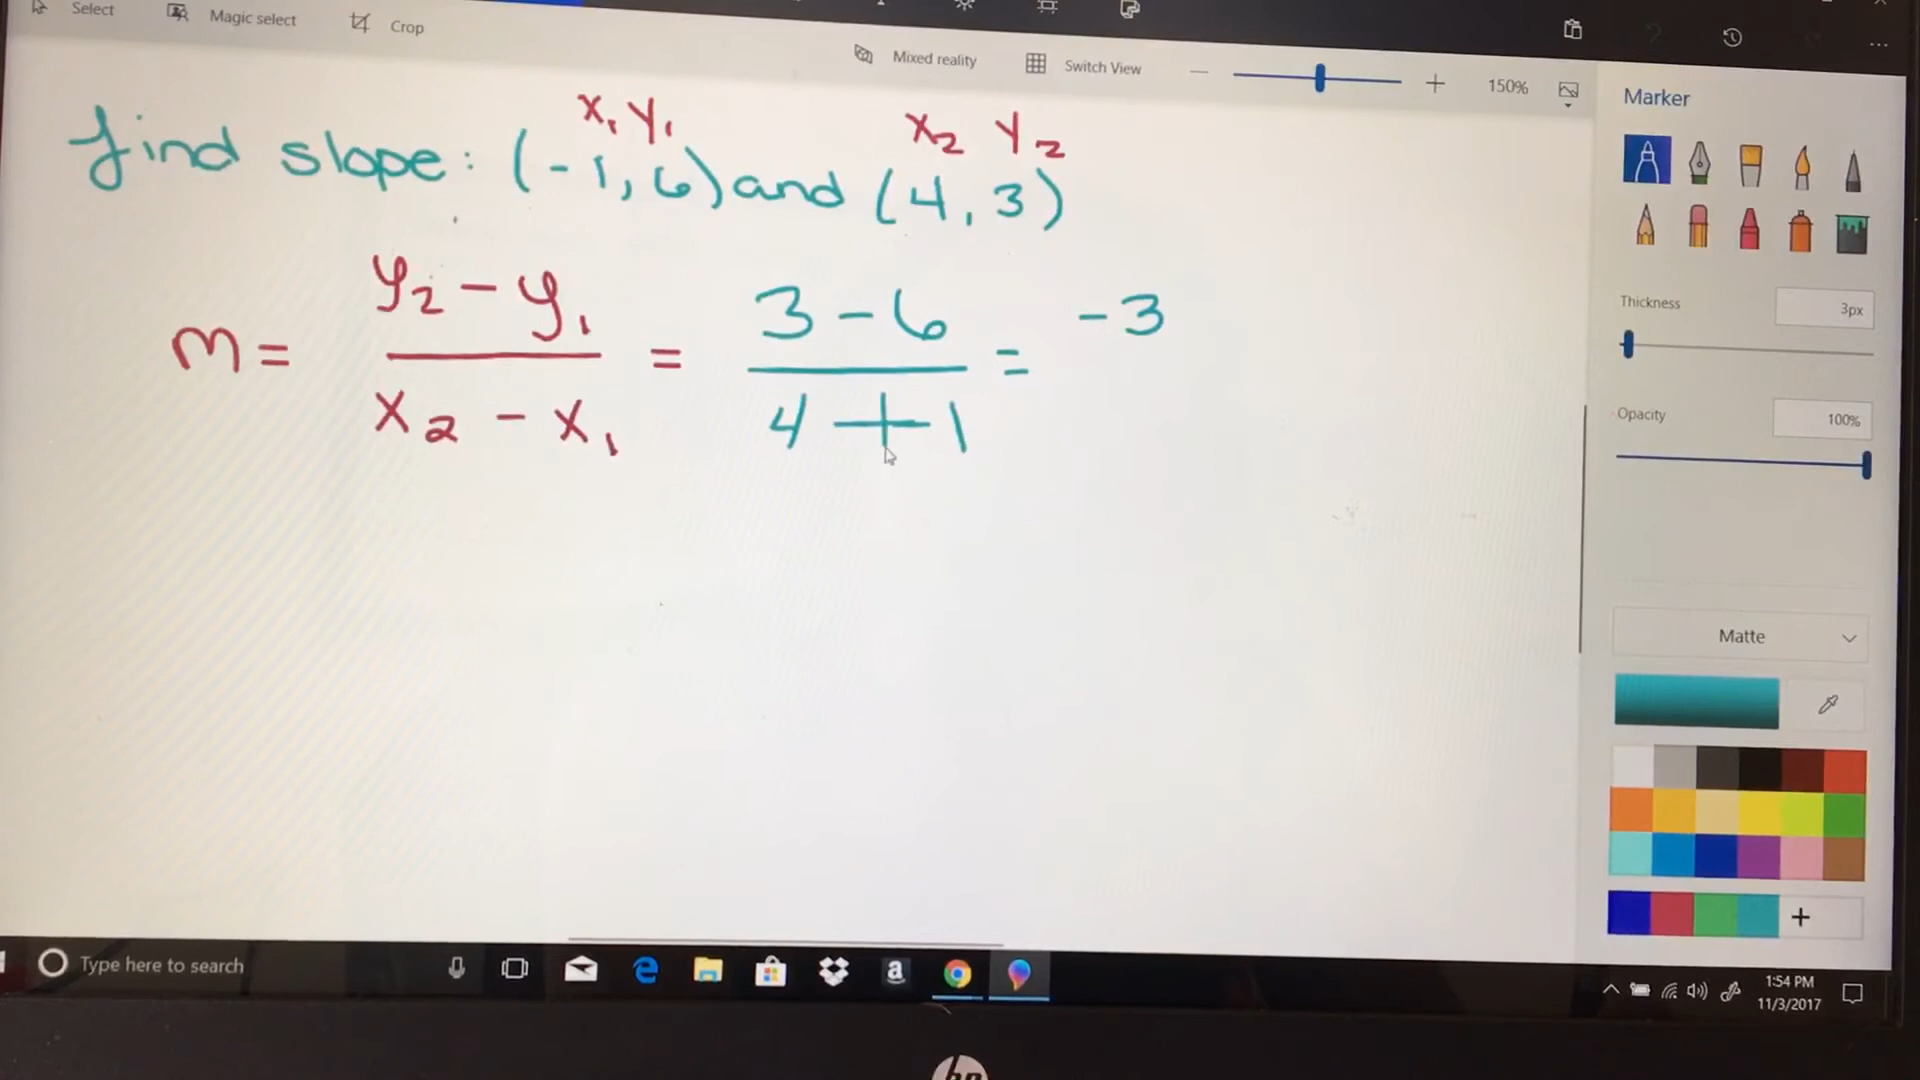 Select
Magic select
Crop
Mixed reality
Switch View
150%
Marker
x₁ y₁ x₂ y₂
find slope: (-1, 6) and (4, 3)
y₂ - y₁ 3 - 6 -3
m = = =
x₂ - x₁ 4 + 1
Thickness
3px
Opacity
100%
Matte
+
Type here to search
a
1:54 PM
11/3/2017
hp